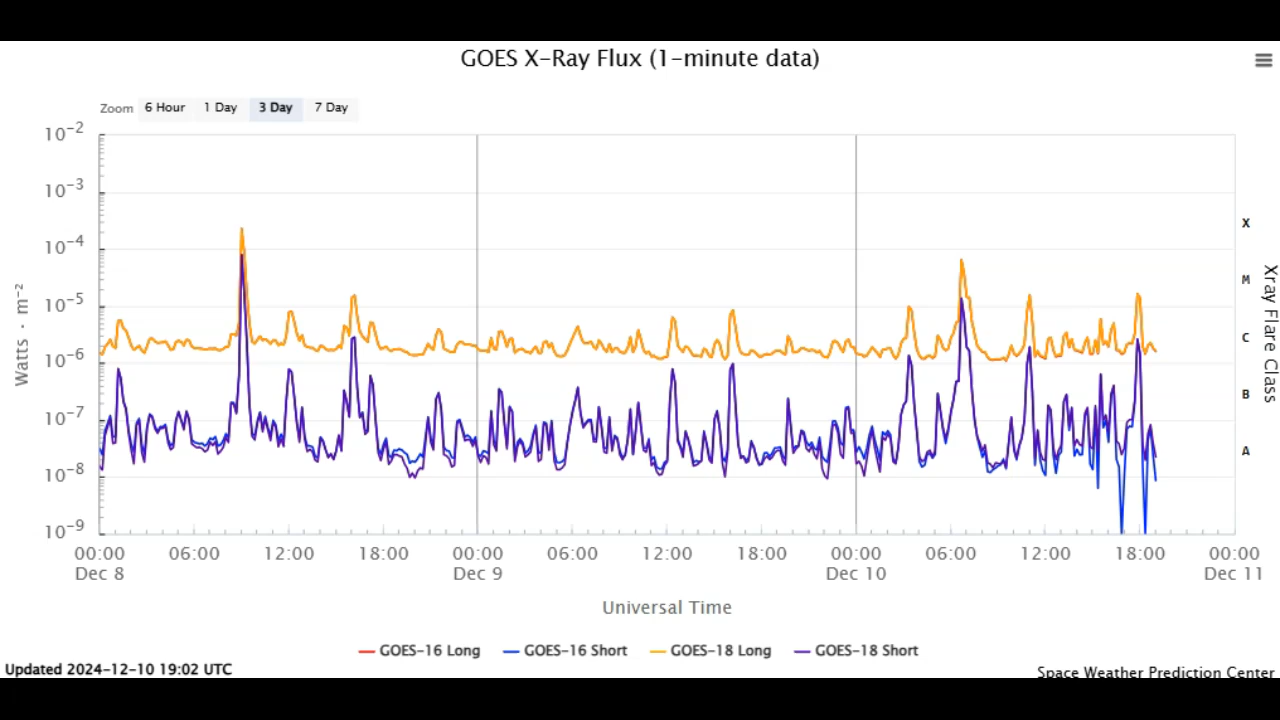 GOES X-Ray Flux (1-minute data)
Zoom 6 Hour 1 Day 3 Day 7 Day
10⁻²
10⁻³
10⁻⁴
10⁻⁵
10⁻⁶
10⁻⁷
10⁻⁸
10⁻⁹
Watts · m⁻²
X
M
C
B
A
Xray Flare Class
00:00 06:00 12:00 18:00 00:00 06:00 12:00 18:00 00:00 06:00 12:00 18:00 00:00
Dec 8 Dec 9 Dec 10 Dec 11
Universal Time
GOES-16 Long GOES-16 Short GOES-18 Long GOES-18 Short
Updated 2024-12-10 19:02 UTC
Space Weather Prediction Center